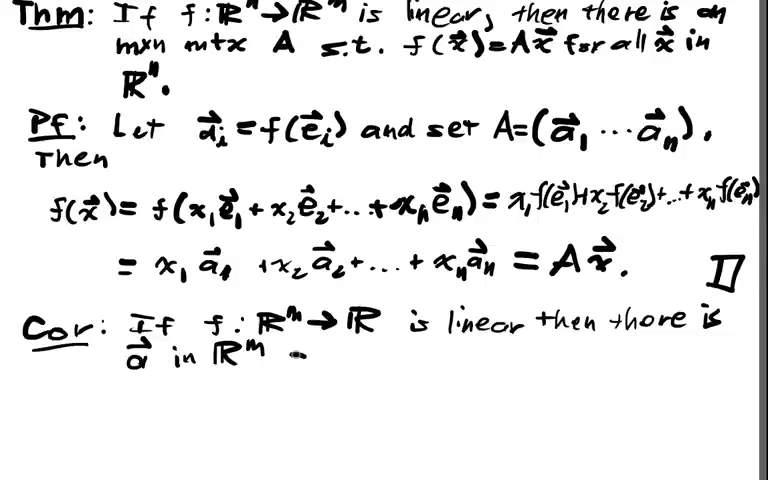 Thm: If f: ℝⁿ → ℝᵐ is linear, then there is an
m×n mtx A s.t. f(x⃗)=Ax⃗ for all x⃗ in
ℝⁿ.
Pf: Let a⃗ᵢ = f(e⃗ᵢ) and set A=(a⃗₁ ... a⃗ₙ).
Then
f(x⃗)= f(x₁e⃗₁ + x₂e⃗₂+...+xₙe⃗ₙ)= x₁f(e⃗₁)+x₂f(e⃗₂)+...+xₙf(e⃗ₙ)
= x₁a⃗₁ +x₂a⃗₂+...+ xₙa⃗ₙ = Ax⃗. □
Cor: If f: ℝᵐ → ℝ is linear then there is
a⃗ in ℝᵐ